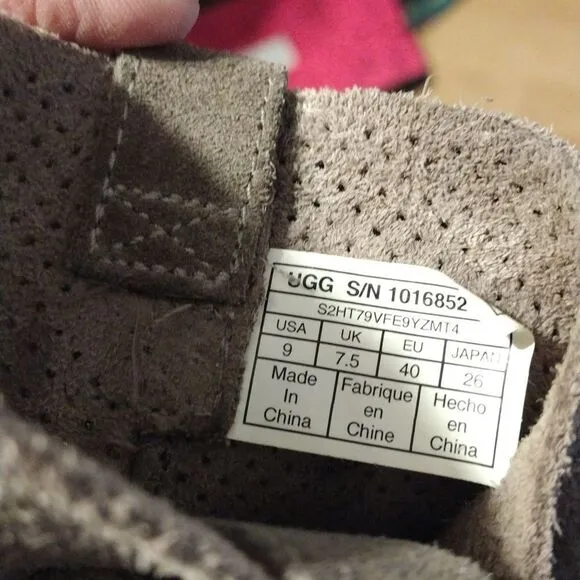 UGG S/N 1016852
S2HT79VFE9YZMT4
USA UK EU JAPAN
9 7.5 40 26
Made Fabrique Hecho
In en en
China Chine China